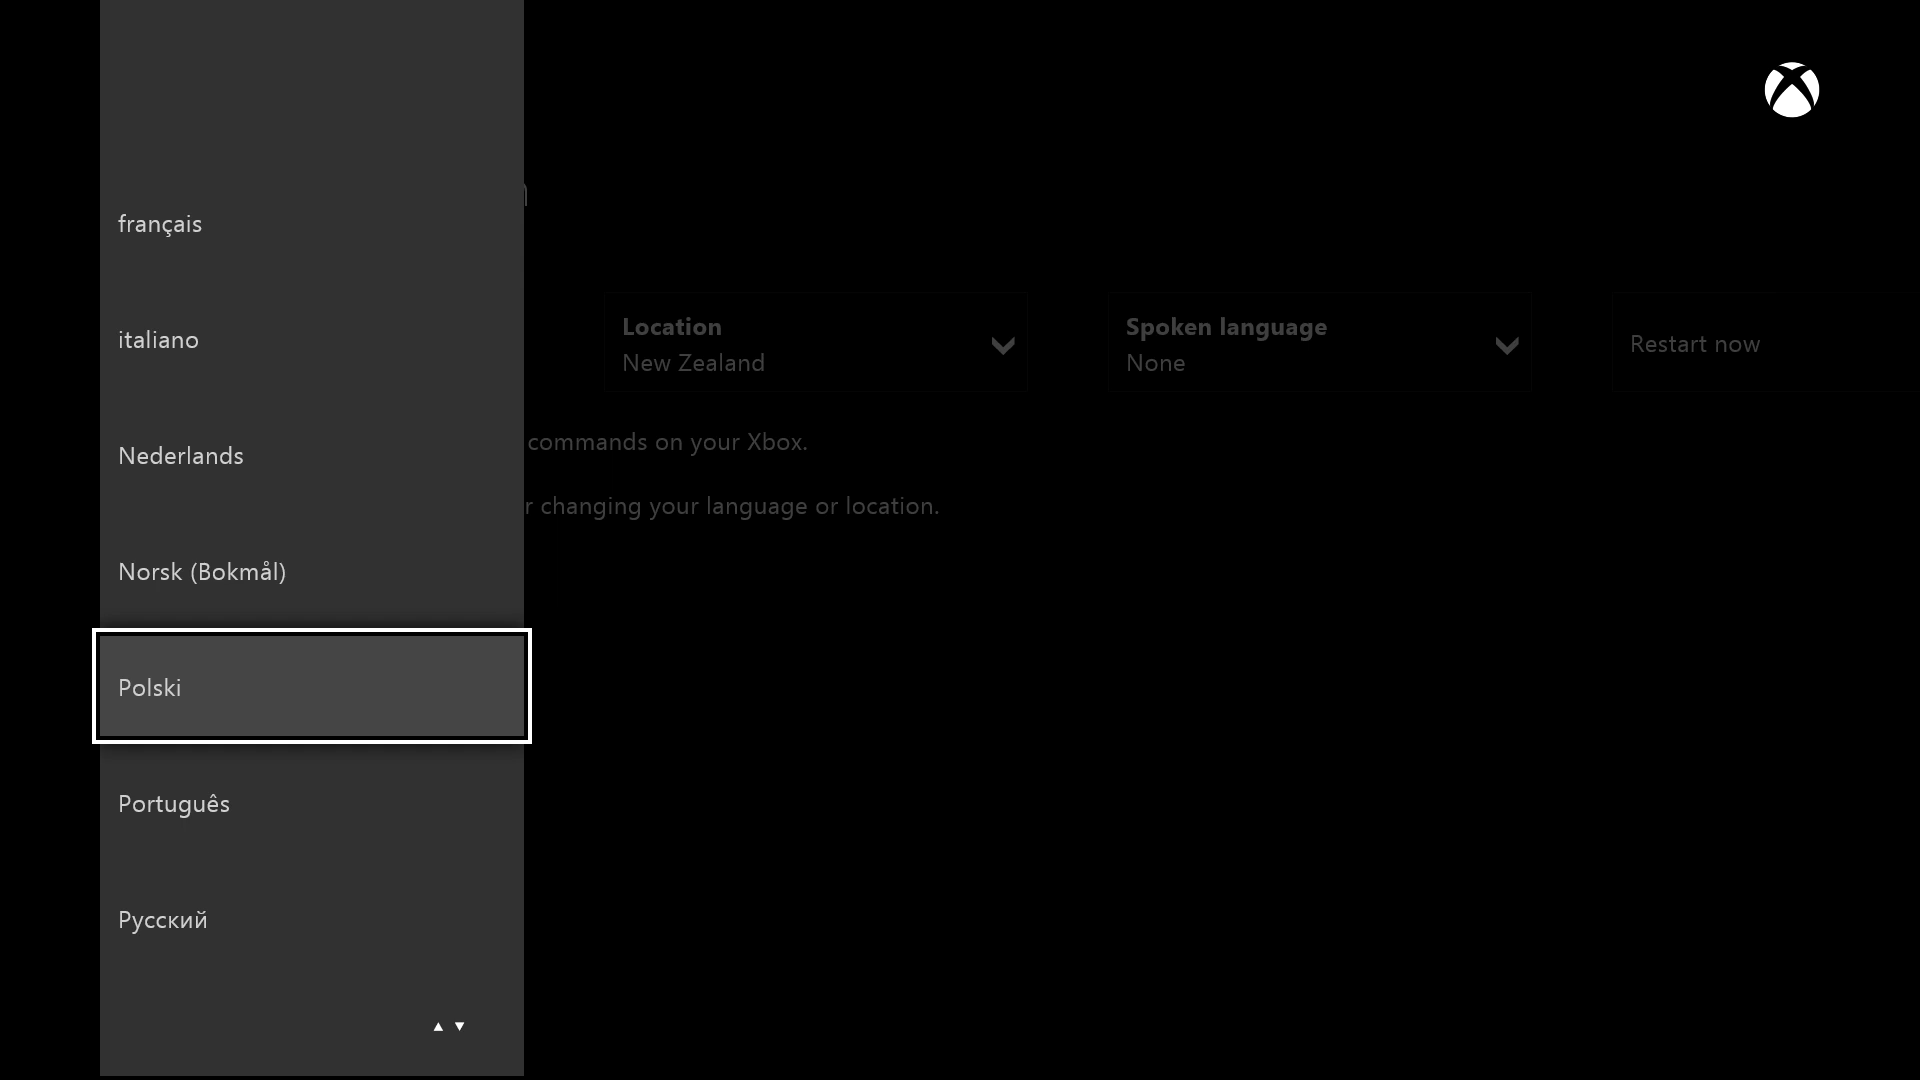 français
italiano
Nederlands
Norsk (Bokmål)
Polski
Português
Русский
Location
New Zealand
Spoken language
None
Restart now
commands on your Xbox.
changing your language or location.